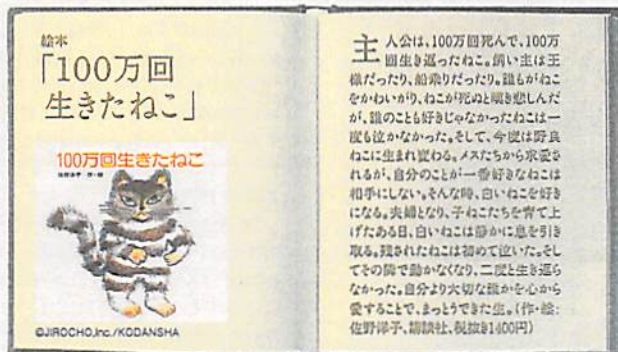 絵本
「100万回
生きたねこ」
100万回生きたねこ
佐野洋子 作・絵
©JIROCHO,Inc./KODANSHA
主人公は、100万回死んで、100万
回生き返ったねこ。飼い主は王
様だったり、船乗りだったり。誰もがねこ
をかわいがり、ねこが死ぬと嘆き悲しんだ
が、誰のことも好きじゃなかったねこは一
度も泣かなかった。そして、今度は野良
ねこに生まれ変わる。メスたちから求愛さ
れるが、自分のことが一番好きなねこは
相手にしない。そんな時、白いねこを好き
になる。夫婦となり、子ねこたちを育て上
げたある日、白いねこは静かに息を引き
取る。残されたねこは初めて泣いた。そし
てその隣で動かなくなり、二度と生き返ら
なかった。自分より大切な誰かを心から
愛することで、まっとうできた生。(作・絵:
佐野洋子、講談社、税抜き1400円)